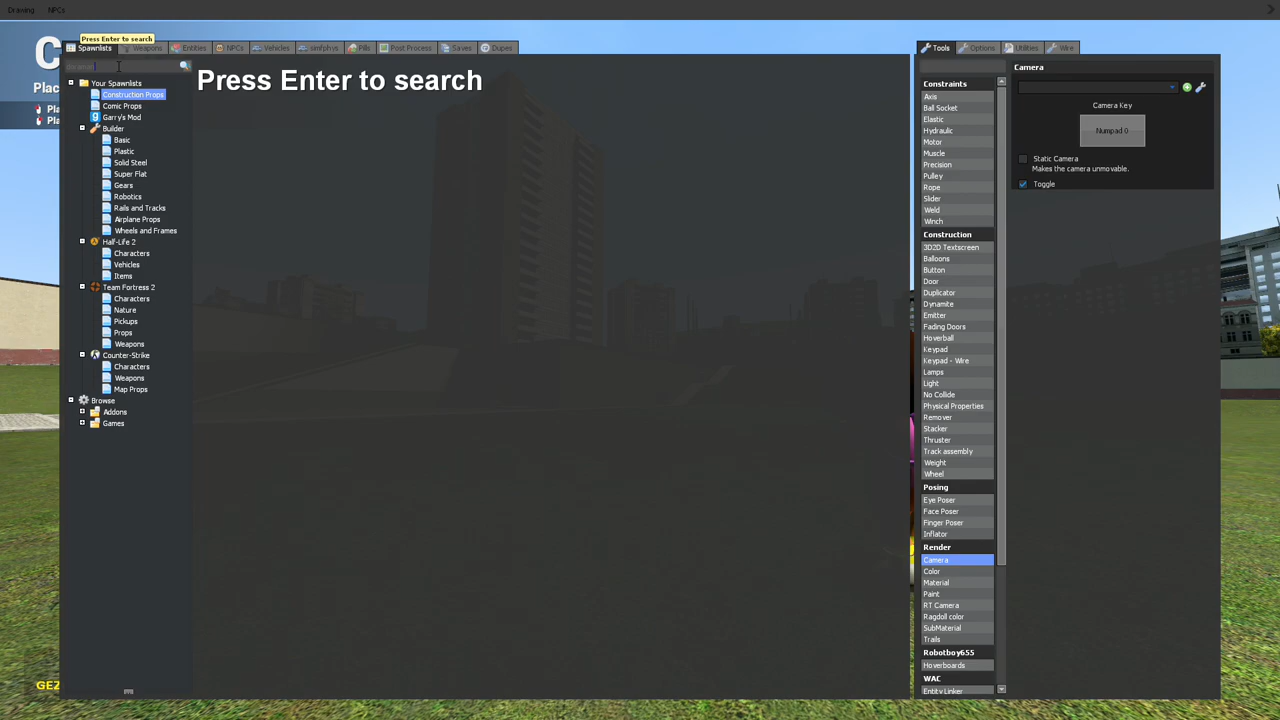 Drawing NPCs
Press Enter to search
Spawnlists Weapons Entities NPCs Vehicles simfphys Pills Post Process Saves Dupes
Press Enter to search
Your Spawnlists
Construction Props
Comic Props
Garry's Mod
Builder
Basic
Plastic
Solid Steel
Super Flat
Gears
Robotics
Rails and Tracks
Airplane Props
Wheels and Frames
Half-Life 2
Characters
Vehicles
Items
Team Fortress 2
Characters
Nature
Pickups
Props
Weapons
Counter-Strike
Characters
Weapons
Map Props
Browse
Addons
Games
C
Plac
Pla
Pla
GEZ
Tools Options Utilities Wire
Constraints
Axis
Ball Socket
Elastic
Hydraulic
Motor
Muscle
Precision
Pulley
Rope
Slider
Weld
Winch
Construction
3D2D Textscreen
Balloons
Button
Door
Duplicator
Dynamite
Emitter
Fading Doors
Hoverball
Keypad
Keypad - Wire
Lamps
Light
No Collide
Physical Properties
Remover
Stacker
Thruster
Track assembly
Weight
Wheel
Posing
Eye Poser
Face Poser
Finger Poser
Inflator
Render
Camera
Color
Material
Paint
RT Camera
Ragdoll color
SubMaterial
Trails
Robotboy655
Hoverboards
WAC
Entity Linker
Camera
Camera Key
Numpad 0
Static Camera
Makes the camera unmovable.
Toggle